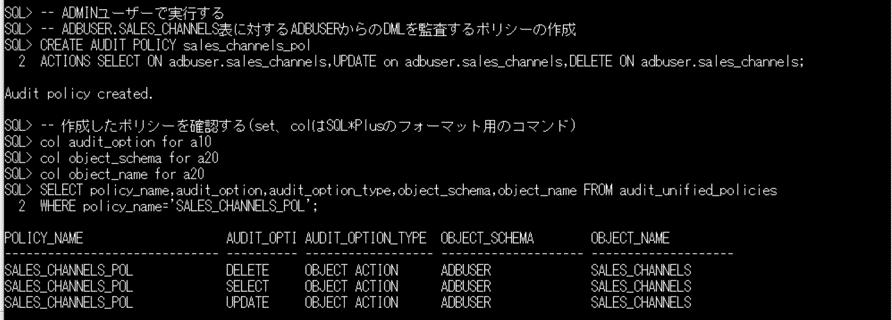 SQL> -- ADMINユーザーで実行する
SQL> -- ADBUSER.SALES_CHANNELS表に対するADBUSERからのDMLを監査するポリシーの作成
SQL> CREATE AUDIT POLICY sales_channels_pol
  2  ACTIONS SELECT ON adbuser.sales_channels,UPDATE on adbuser.sales_channels,DELETE ON adbuser.sales_channels;
Audit policy created.
SQL> -- 作成したポリシーを確認する(set、colはSQL*Plusのフォーマット用のコマンド)
SQL> col audit_option for a10
SQL> col object_schema for a20
SQL> col object_name for a20
SQL> SELECT policy_name,audit_option,audit_option_type,object_schema,object_name FROM audit_unified_policies
  2  WHERE policy_name='SALES_CHANNELS_POL';
POLICY_NAME                    AUDIT_OPTI AUDIT_OPTION_TYPE  OBJECT_SCHEMA        OBJECT_NAME
------------------------------ ---------- ------------------ -------------------- --------------------
SALES_CHANNELS_POL             DELETE     OBJECT ACTION      ADBUSER              SALES_CHANNELS
SALES_CHANNELS_POL             SELECT     OBJECT ACTION      ADBUSER              SALES_CHANNELS
SALES_CHANNELS_POL             UPDATE     OBJECT ACTION      ADBUSER              SALES_CHANNELS